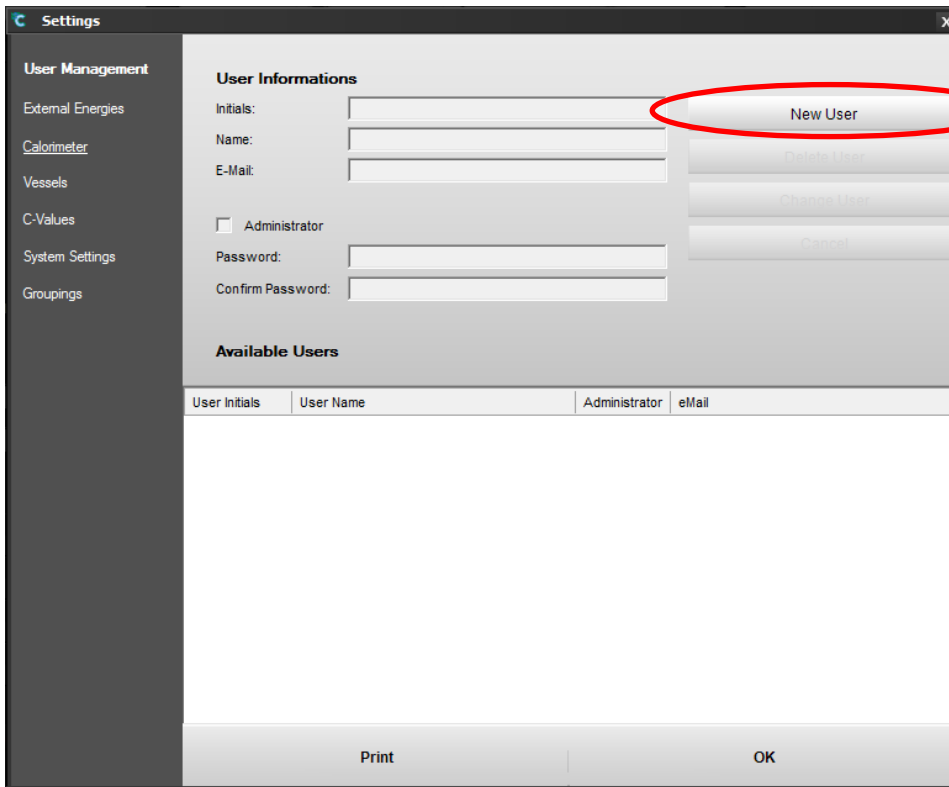 Settings
X
User Management
External Energies
Calorimeter
Vessels
C-Values
System Settings
Groupings
User Informations
Initials:
Name:
E-Mail:
Administrator
Password:
Confirm Password:
New User
Delete User
Change User
Cancel
Available Users
User Initials User Name Administrator eMail
Print OK